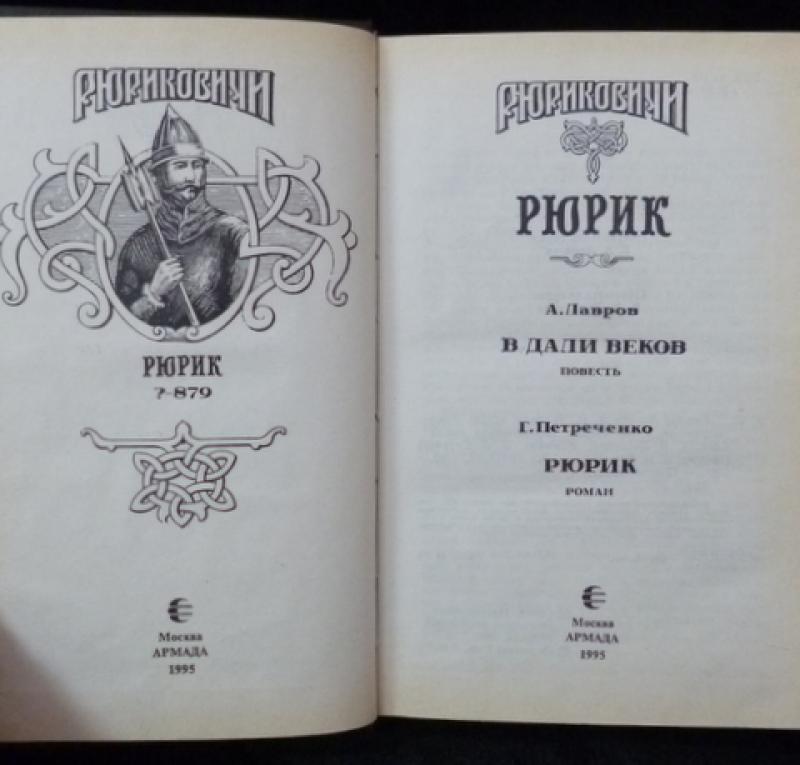 РЮРИКОВИЧИ
РЮРИК
?-879
Москва
АРМАДА
1995
РЮРИКОВИЧИ
РЮРИК
А. Лавров
В ДАЛИ ВЕКОВ
ПОВЕСТЬ
Г. Петреченко
РЮРИК
РОМАН
Москва
АРМАДА
1995